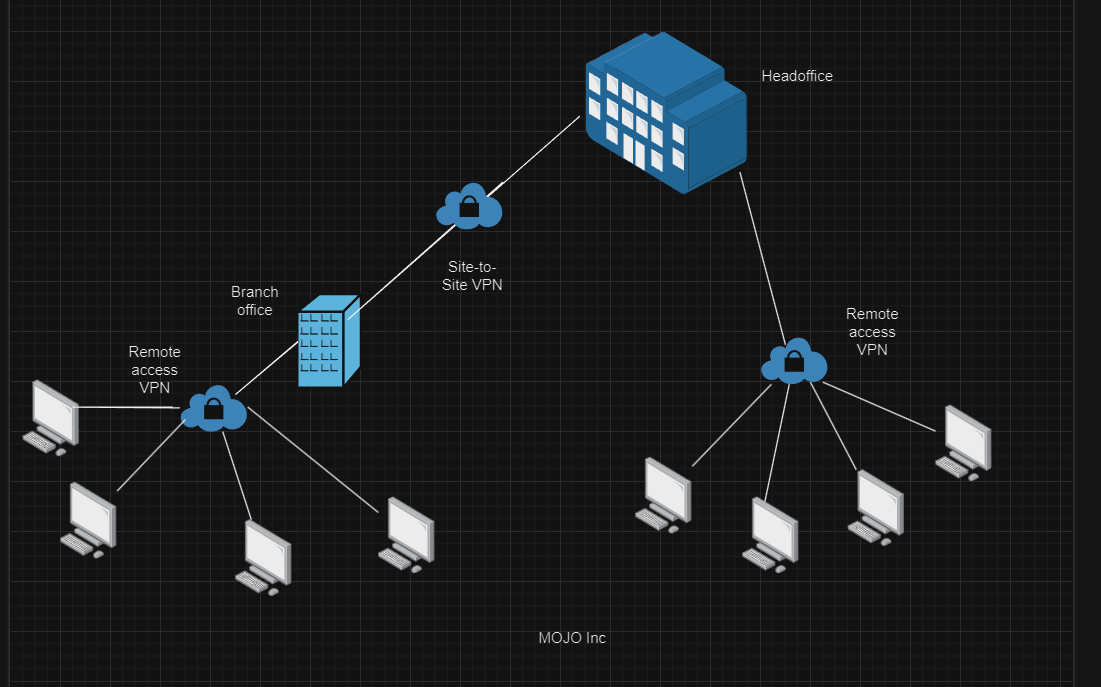 Headoffice
Site-to-
Site VPN
Branch
office
Remote
access
VPN
Remote
access
VPN
MOJO Inc